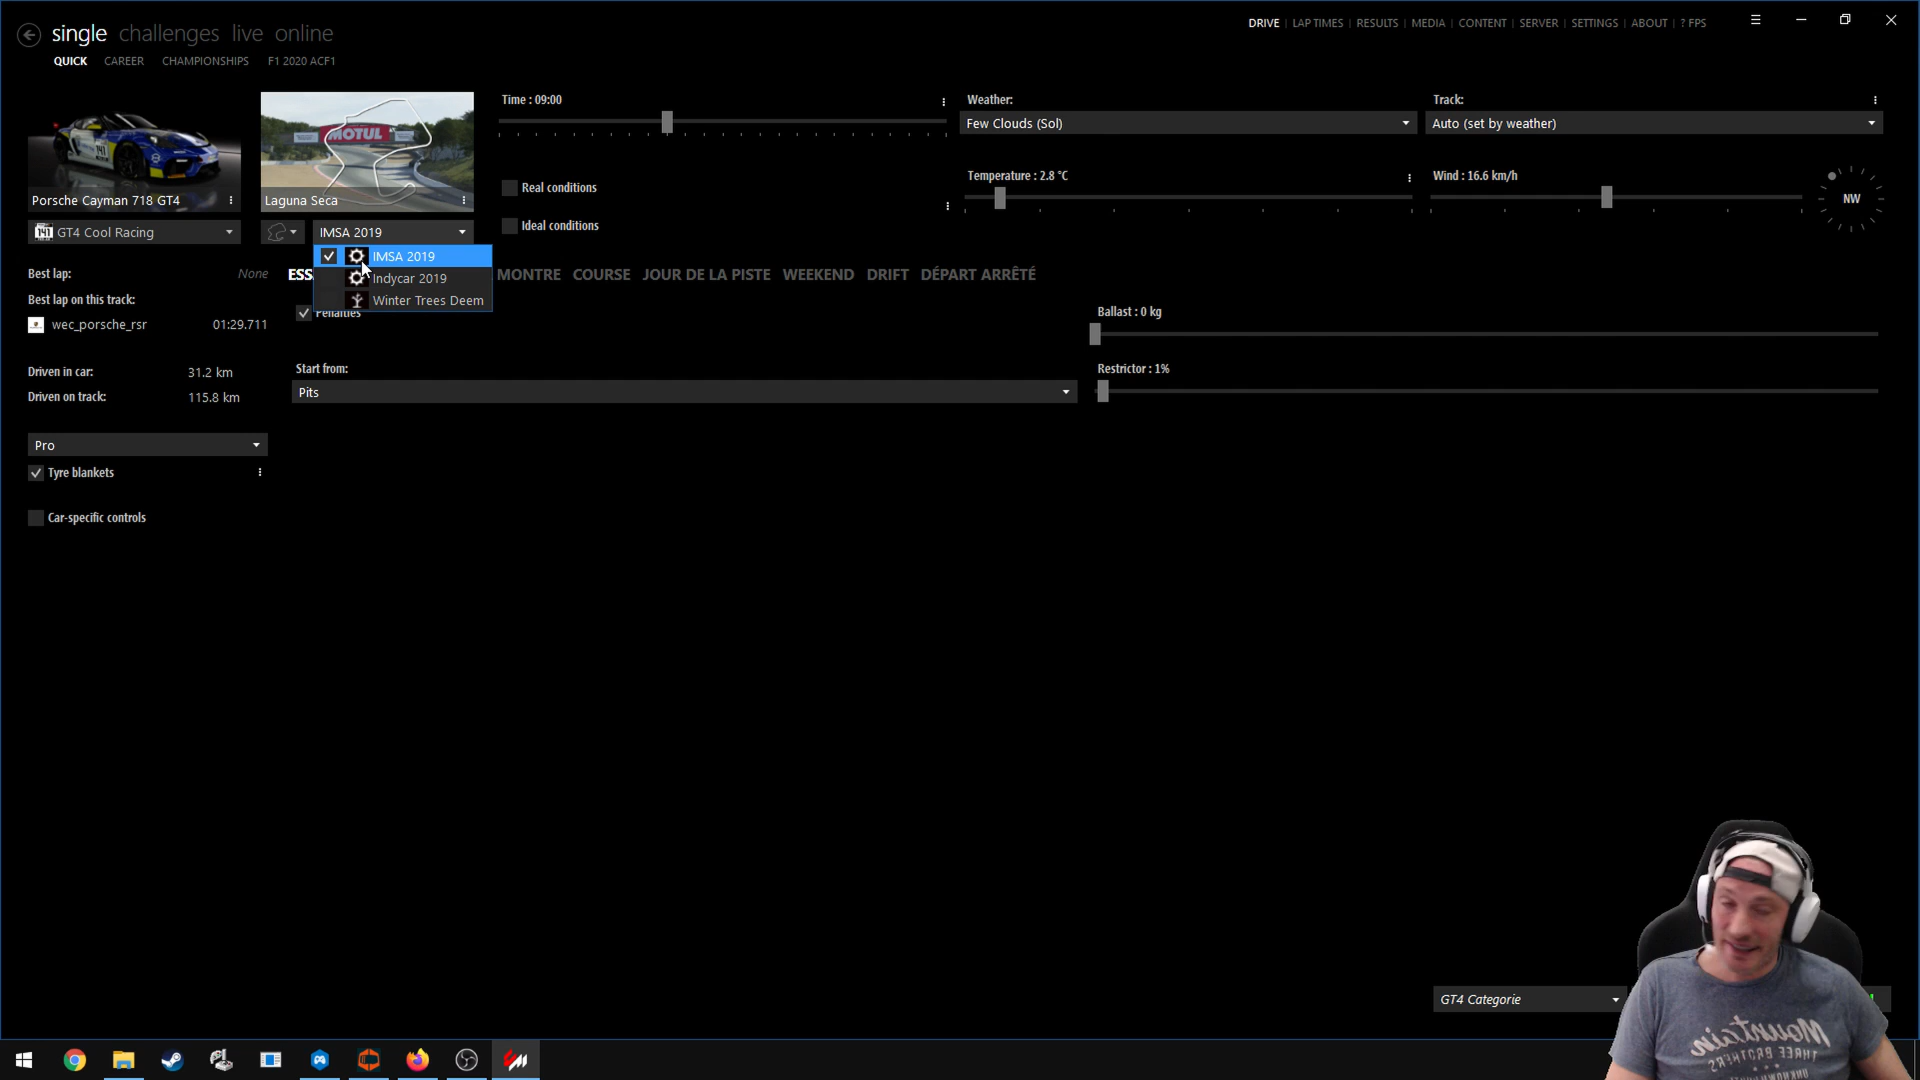 single challenges live online
DRIVE | LAP TIMES | RESULTS | MEDIA | CONTENT | SERVER | SETTINGS | ABOUT | ? FPS
QUICK CAREER CHAMPIONSHIPS F1 2020 ACF1
Time : 09:00
Weather:
Track:
Few Clouds (Sol)
Auto (set by weather)
MOTUL
Porsche Cayman 718 GT4
Laguna Seca
Real conditions
Temperature : 2.8 °C
Wind : 16.6 km/h
NW
GT4 Cool Racing
IMSA 2019
Ideal conditions
IMSA 2019
Indycar 2019
Winter Trees Deem
Best lap: None
ESS MONTRE COURSE JOUR DE LA PISTE WEEKEND DRIFT DÉPART ARRÊTÉ
Best lap on this track:
Penalties
Ballast : 0 kg
wec_porsche_rsr 01:29.711
Driven in car: 31.2 km
Start from:
Restrictor : 1%
Driven on track: 115.8 km
Pits
Pro
Tyre blankets
Car-specific controls
GT4 Categorie
Mountain
THREE BROTHERS